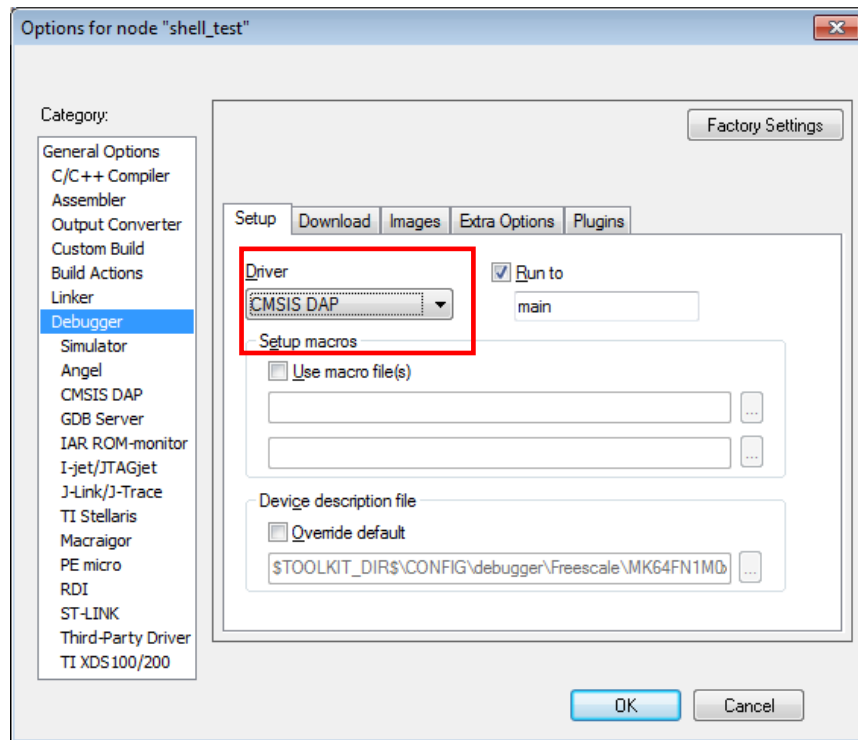 Options for node "shell_test"
Category:
General Options
C/C++ Compiler
Assembler
Output Converter
Custom Build
Build Actions
Linker
Debugger
Simulator
Angel
CMSIS DAP
GDB Server
IAR ROM-monitor
I-jet/JTAGjet
J-Link/J-Trace
TI Stellaris
Macraigor
PE micro
RDI
ST-LINK
Third-Party Driver
TI XDS100/200
Factory Settings
Setup Download Images Extra Options Plugins
Driver
CMSIS DAP
Run to
main
Setup macros
Use macro file(s)
...
...
Device description file
Override default
$TOOLKIT_DIR$\CONFIG\debugger\Freescale\MK64FN1M0
...
OK Cancel